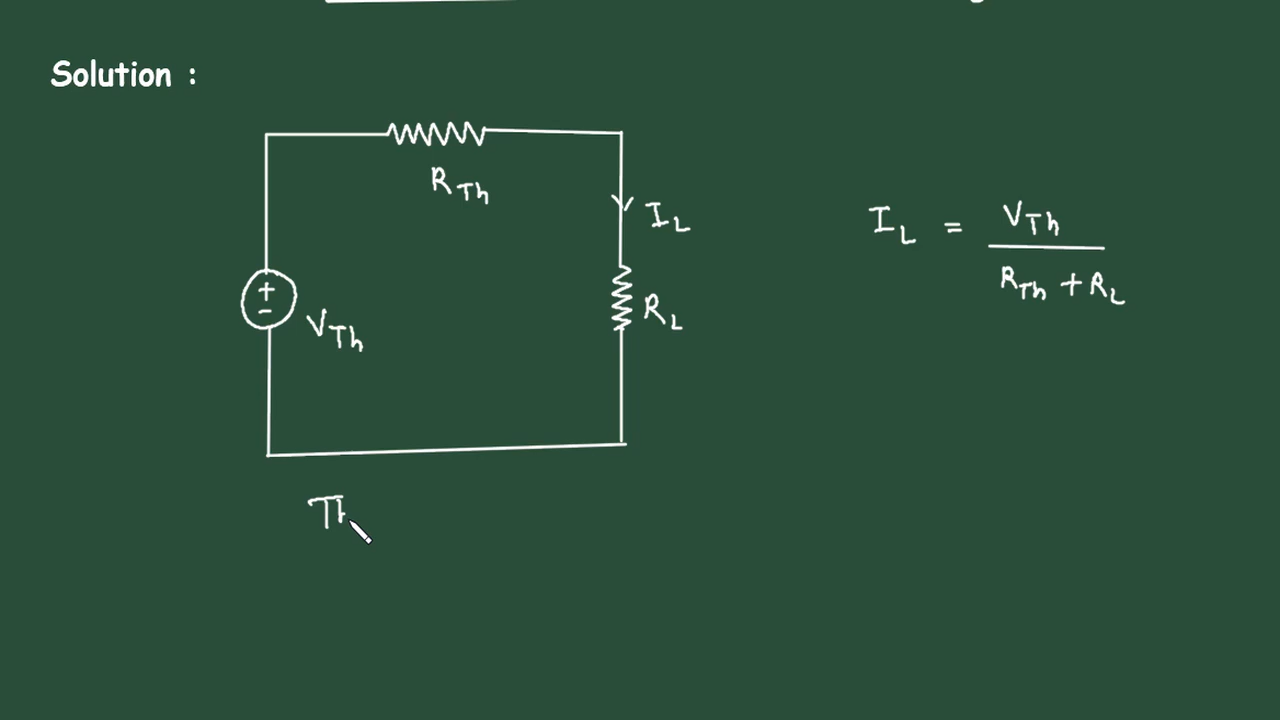 Solution :
R_Th
I_L
I_L = V_Th / (R_Th + R_L)
+
-
V_Th
R_L